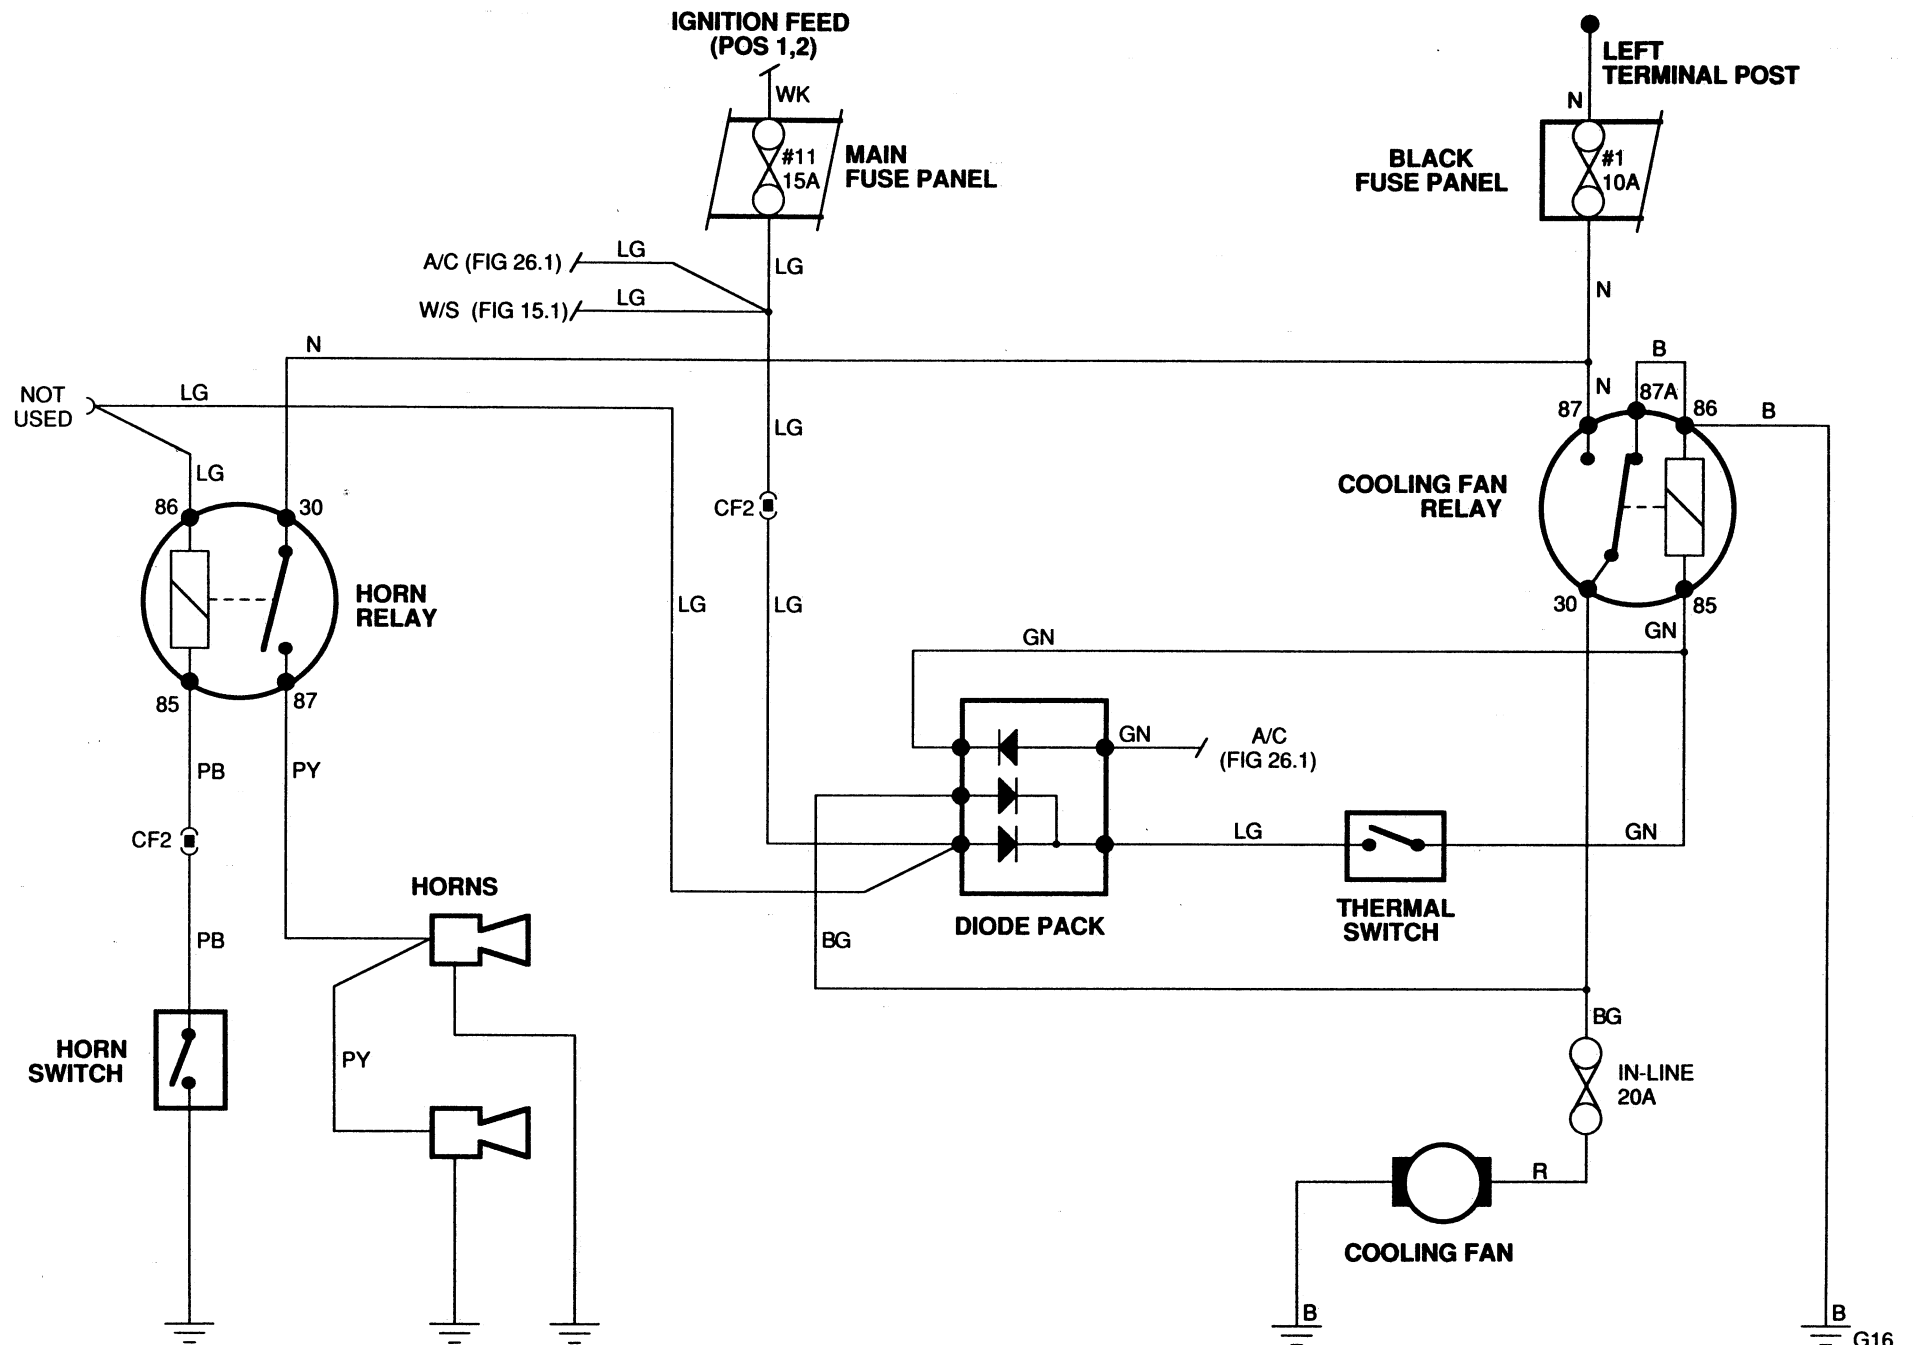 IGNITION FEED
(POS 1,2)
WK
#11
15A
MAIN
FUSE PANEL
LEFT
TERMINAL POST
N
BLACK
FUSE PANEL
#1
10A
A/C (FIG 26.1)
LG
LG
W/S (FIG 15.1)
LG
N
N
B
NOT
USED
LG
LG
N
87A
87
86
B
LG
86
30
CF2
COOLING FAN
RELAY
HORN
RELAY
LG
LG
30
85
GN
GN
85
87
PB
PY
GN
A/C
(FIG 26.1)
CF2
LG
GN
HORNS
DIODE PACK
THERMAL
SWITCH
PB
BG
BG
HORN
SWITCH
PY
IN-LINE
20A
R
COOLING FAN
B
B
G16